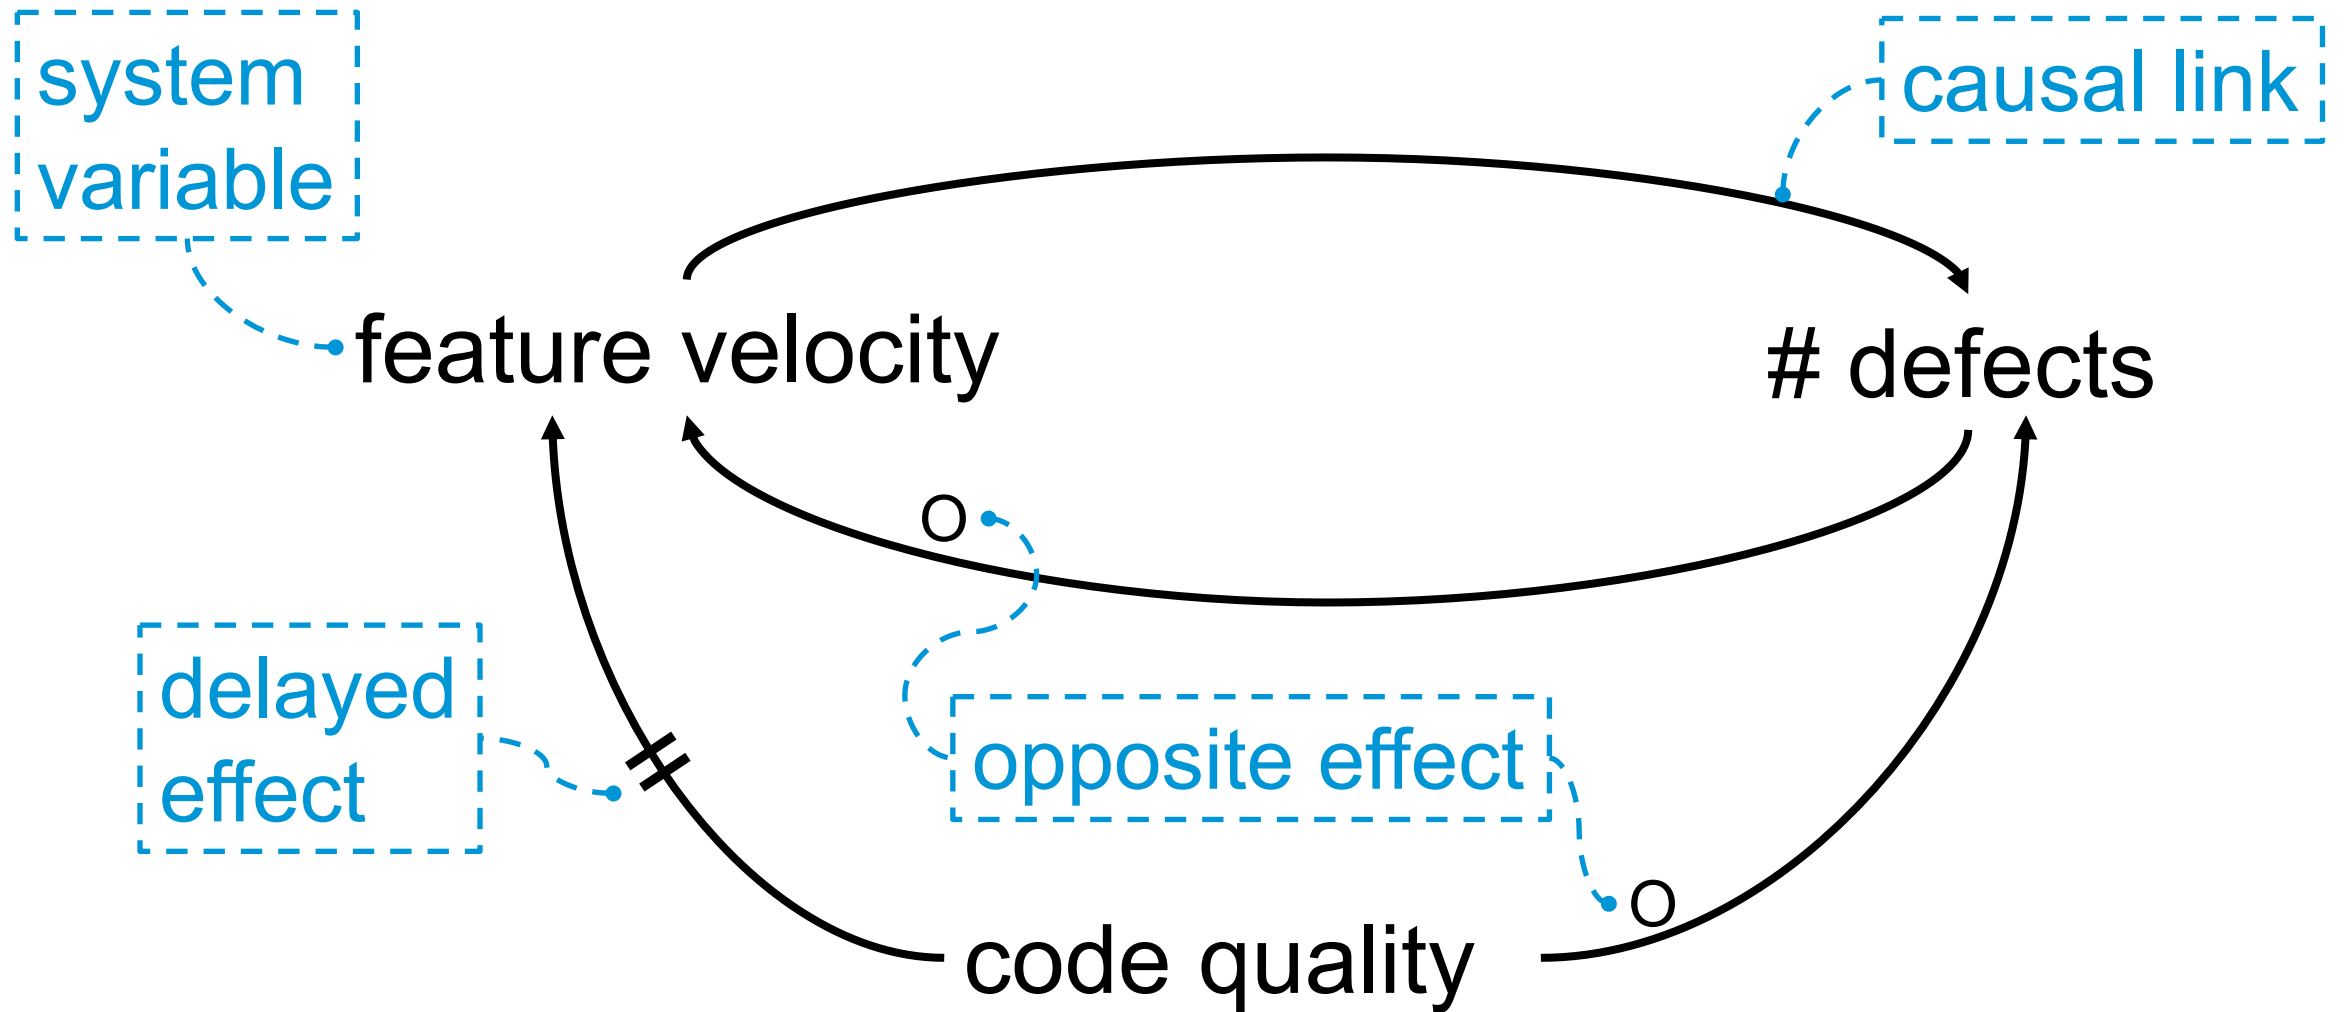 system
variable
causal link
feature velocity
# defects
O
delayed
effect
opposite effect
O
code quality